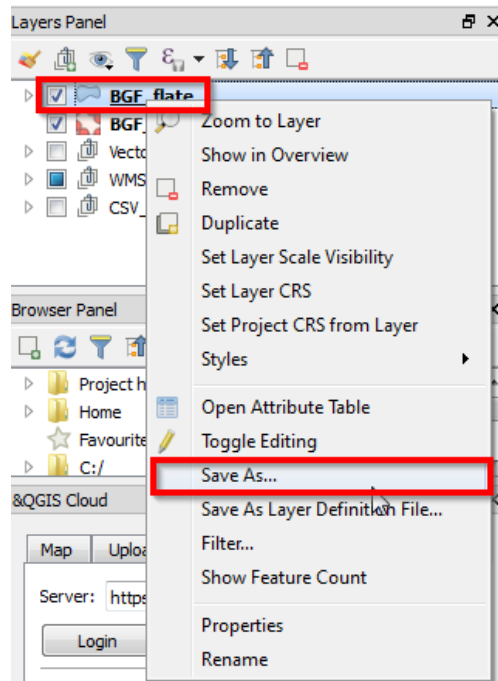 Layers Panel
BGF_flate
Zoom to Layer
BGF_
Show in Overview
Vecto
WMS
Remove
CSV_
Duplicate
Set Layer Scale Visibility
Set Layer CRS
Browser Panel
Set Project CRS from Layer
Styles
Project h
Home
Open Attribute Table
Favourite
Toggle Editing
C:/
Save As...
&QGIS Cloud
Save As Layer Definition File...
Filter...
Map
Uploa
Show Feature Count
Server: https
Properties
Login
Rename